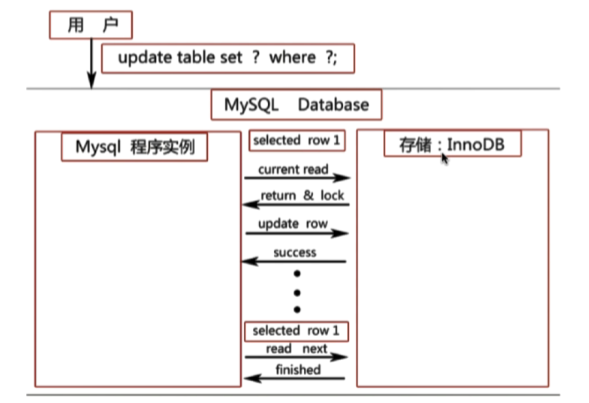 用 户
update table set ? where ?;
MySQL Database
Mysql 程序实例
selected row 1
存储：InnoDB
current read
return & lock
update row
success
selected row 1
read next
finished